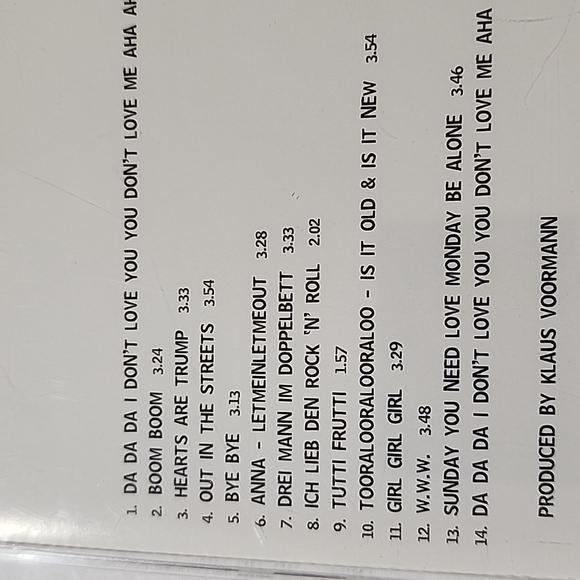 1. DA DA DA I DON'T LOVE YOU YOU DON'T LOVE ME AHA
2. BOOM BOOM 3.24
3. HEARTS ARE TRUMP 3.33
4. OUT IN THE STREETS 3.54
5. BYE BYE 3.13
6. ANNA – LETMEINLETMEOUT 3.28
7. DREI MANN IM DOPPELBETT 3.33
8. ICH LIEB DEN ROCK 'N' ROLL 2.02
9. TUTTI FRUTTI 1.57
10. TOORALOORALOORALOO – IS IT OLD & IS IT NEW 3.54
11. GIRL GIRL GIRL 3.29
12. W.W.W. 3.48
13. SUNDAY YOU NEED LOVE MONDAY BE ALONE 3.46
14. DA DA DA I DON'T LOVE YOU YOU DON'T LOVE ME AHA
PRODUCED BY KLAUS VOORMANN